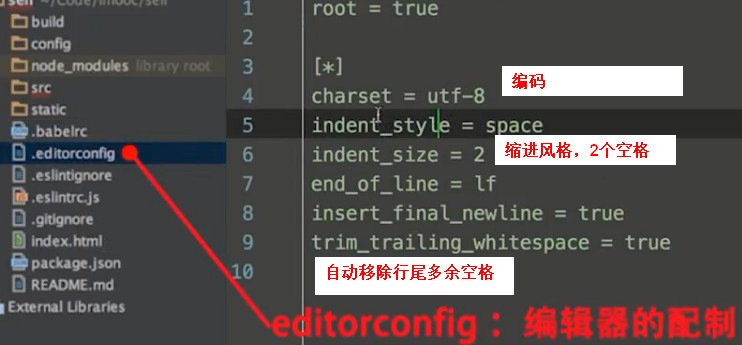 sell ~/Code/imooc/sell
build
config
node_modules library root
src
static
.babelrc
.editorconfig
.eslintignore
.eslintrc.js
.gitignore
index.html
package.json
README.md
External Libraries
1 root = true
2
3 [*]
4 charset = utf-8
编码
5 indent_style = space
6 indent_size = 2
缩进风格，2个空格
7 end_of_line = lf
8 insert_final_newline = true
9 trim_trailing_whitespace = true
10
自动移除行尾多余空格
editorconfig ：编辑器的配制